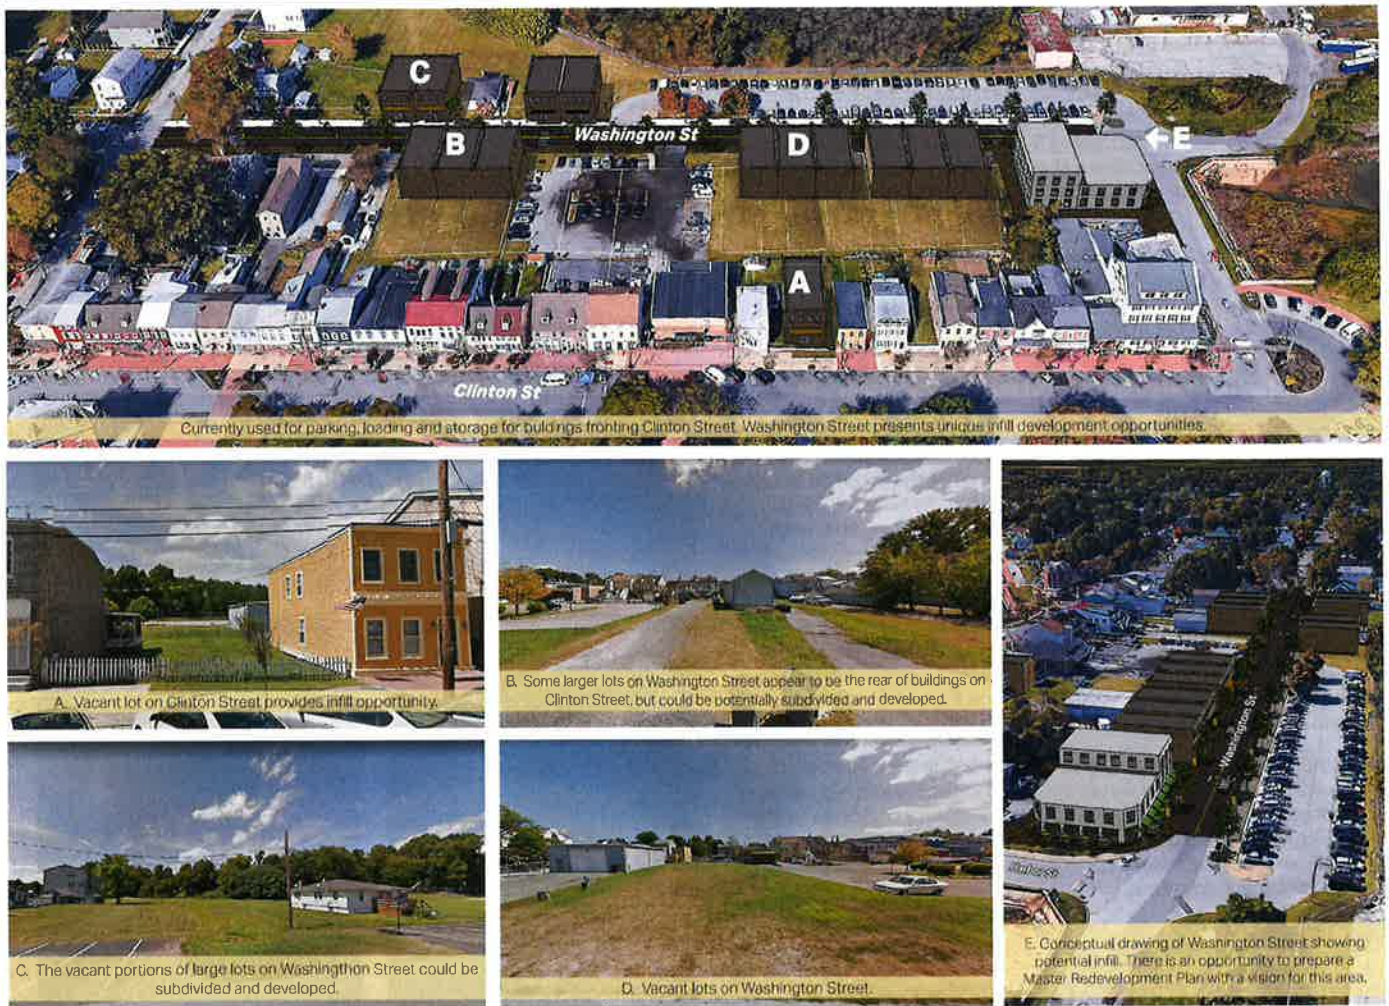 C
Washington St
B
D
←E
A
Clinton St
Currently used for parking, loading and storage for buildings fronting Clinton Street. Washington Street presents unique infill development opportunities.
A. Vacant lot on Clinton Street provides infill opportunity.
B. Some larger lots on Washington Street appear to be the rear of buildings on
Clinton Street, but could be potentially subdivided and developed.
C. The vacant portions of large lots on Washingthon Street could be
subdivided and developed.
D. Vacant lots on Washington Street.
Washington St
E. Conceptual drawing of Washington Street showing
potential infill. There is an opportunity to prepare a
Master Redevelopment Plan with a vision for this area.